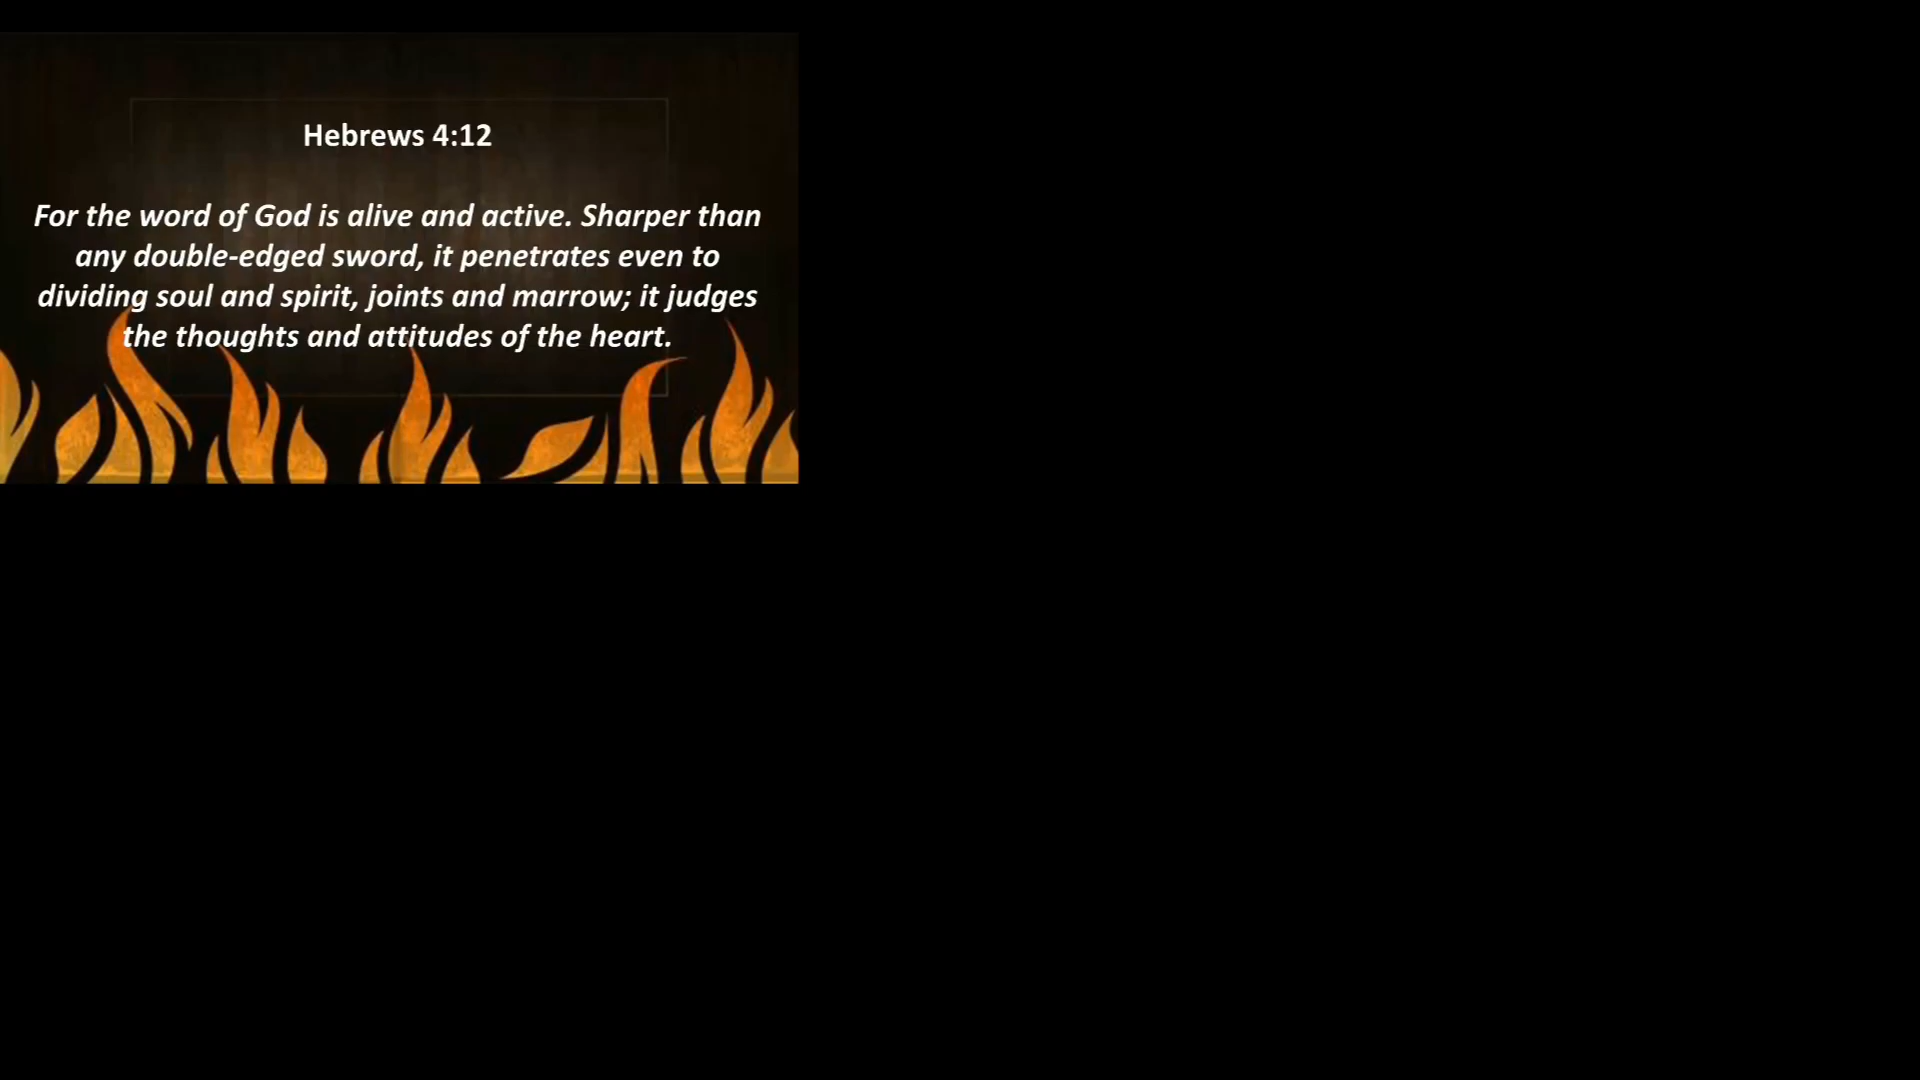 Hebrews 4:12
For the word of God is alive and active. Sharper than
any double-edged sword, it penetrates even to
dividing soul and spirit, joints and marrow; it judges
the thoughts and attitudes of the heart.